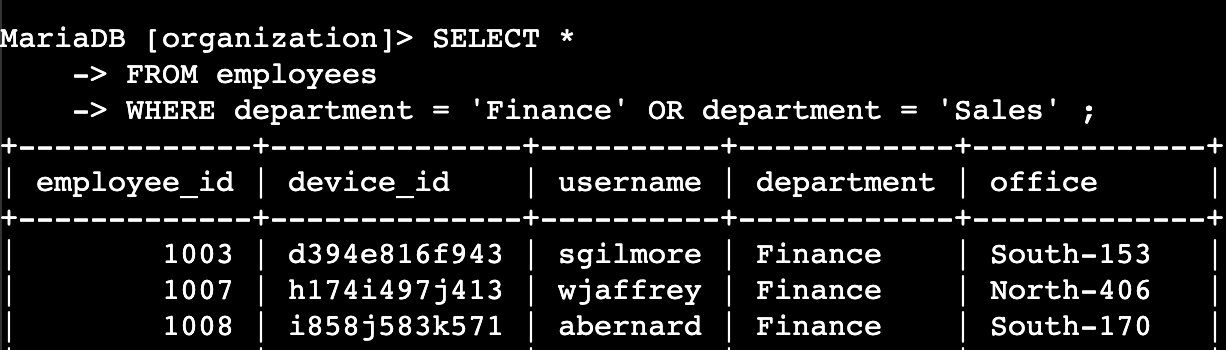 MariaDB [organization]> SELECT *
    -> FROM employees
    -> WHERE department = 'Finance' OR department = 'Sales' ;
+-------------+--------------+----------+------------+-------------+
| employee_id | device_id    | username | department | office      |
+-------------+--------------+----------+------------+-------------+
|        1003 | d394e816f943 | sgilmore | Finance    | South-153   |
|        1007 | h174i497j413 | wjaffrey | Finance    | North-406   |
|        1008 | i858j583k571 | abernard | Finance    | South-170   |